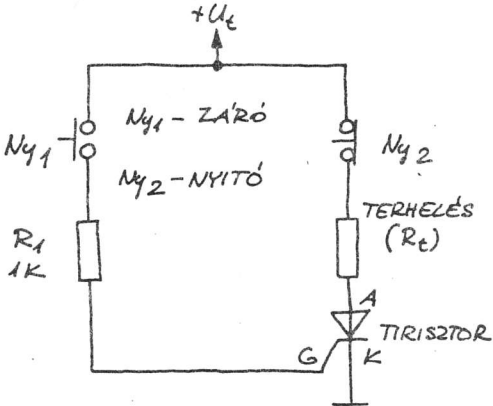 +Ut
Ny1 - ZÁRÓ
Ny1
Ny2
Ny2 - NYITÓ
TERHELÉS
(Rt)
R1
1K
A
TIRISZTOR
G
K